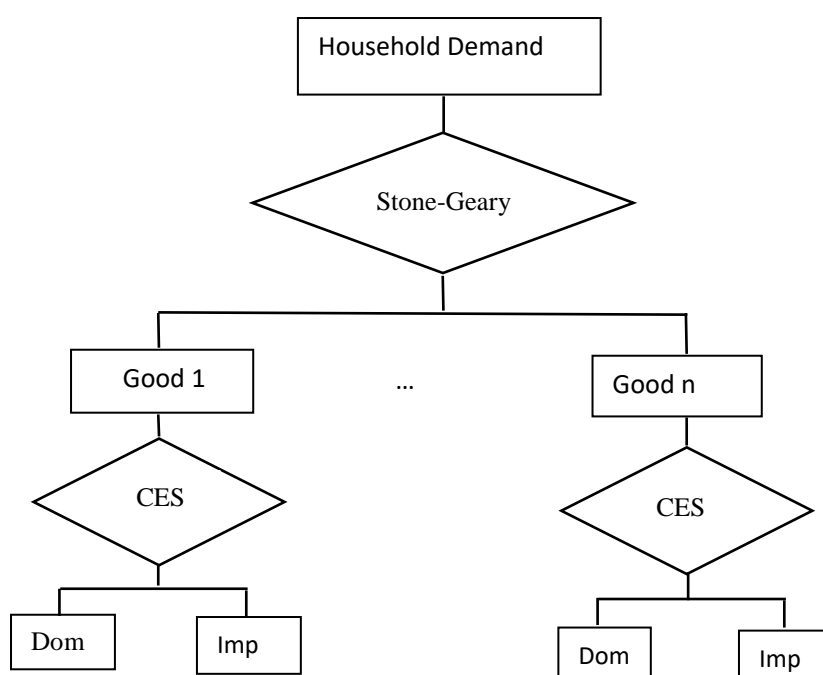 Household Demand
Stone-Geary
Good 1
...
Good n
CES
CES
Dom
Imp
Dom
Imp